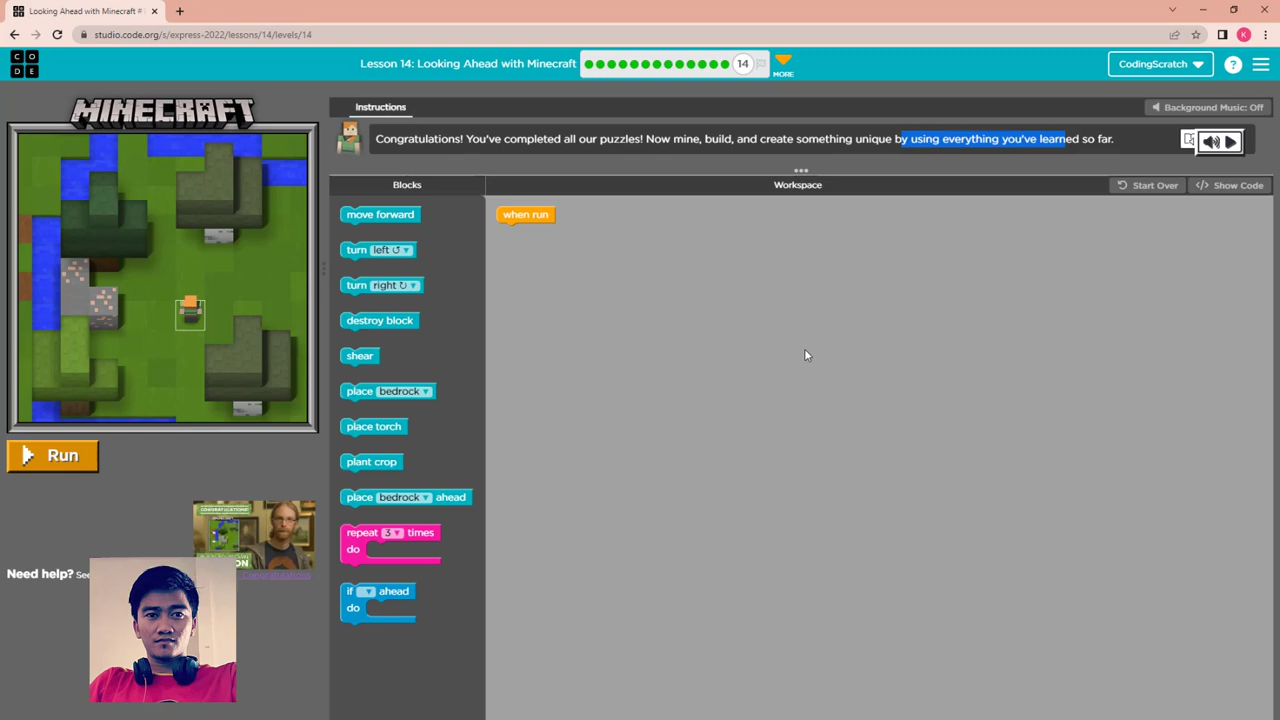 Looking Ahead with Minecraft #
studio.code.org/s/express-2022/lessons/14/levels/14
K
CO
DE
Lesson 14: Looking Ahead with Minecraft
14
MORE
CodingScratch
?
MINECRAFT
Instructions
Background Music: Off
Congratulations! You've completed all our puzzles! Now mine, build, and create something unique by using everything you've learned so far.
Blocks
Workspace
Start Over
</> Show Code
move forward
when run
turn left ↺
turn right ↻
destroy block
shear
place bedrock
place torch
plant crop
place bedrock ahead
repeat 3 times
do
if ahead
do
Run
CONGRATULATIONS!
Need help? See